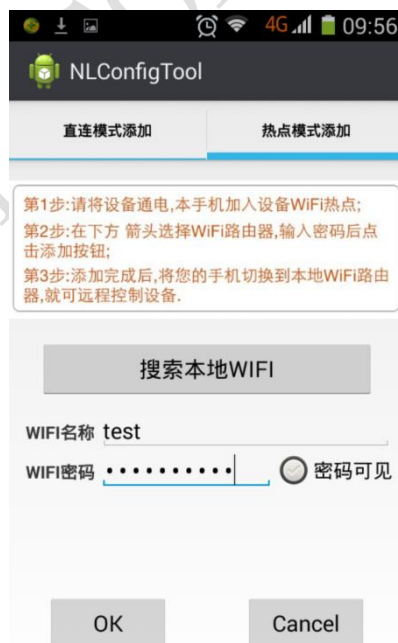 4G 09:56
NLConfigTool
直连模式添加 热点模式添加
第1步:请将设备通电,本手机加入设备WiFi热点;
第2步:在下方 箭头选择WiFi路由器,输入密码后点
击添加按钮;
第3步:添加完成后,将您的手机切换到本地WiFi路由
器,就可远程控制设备.
搜索本地WIFI
WIFI名称 test
WIFI密码 •••••••••• 密码可见
OK Cancel